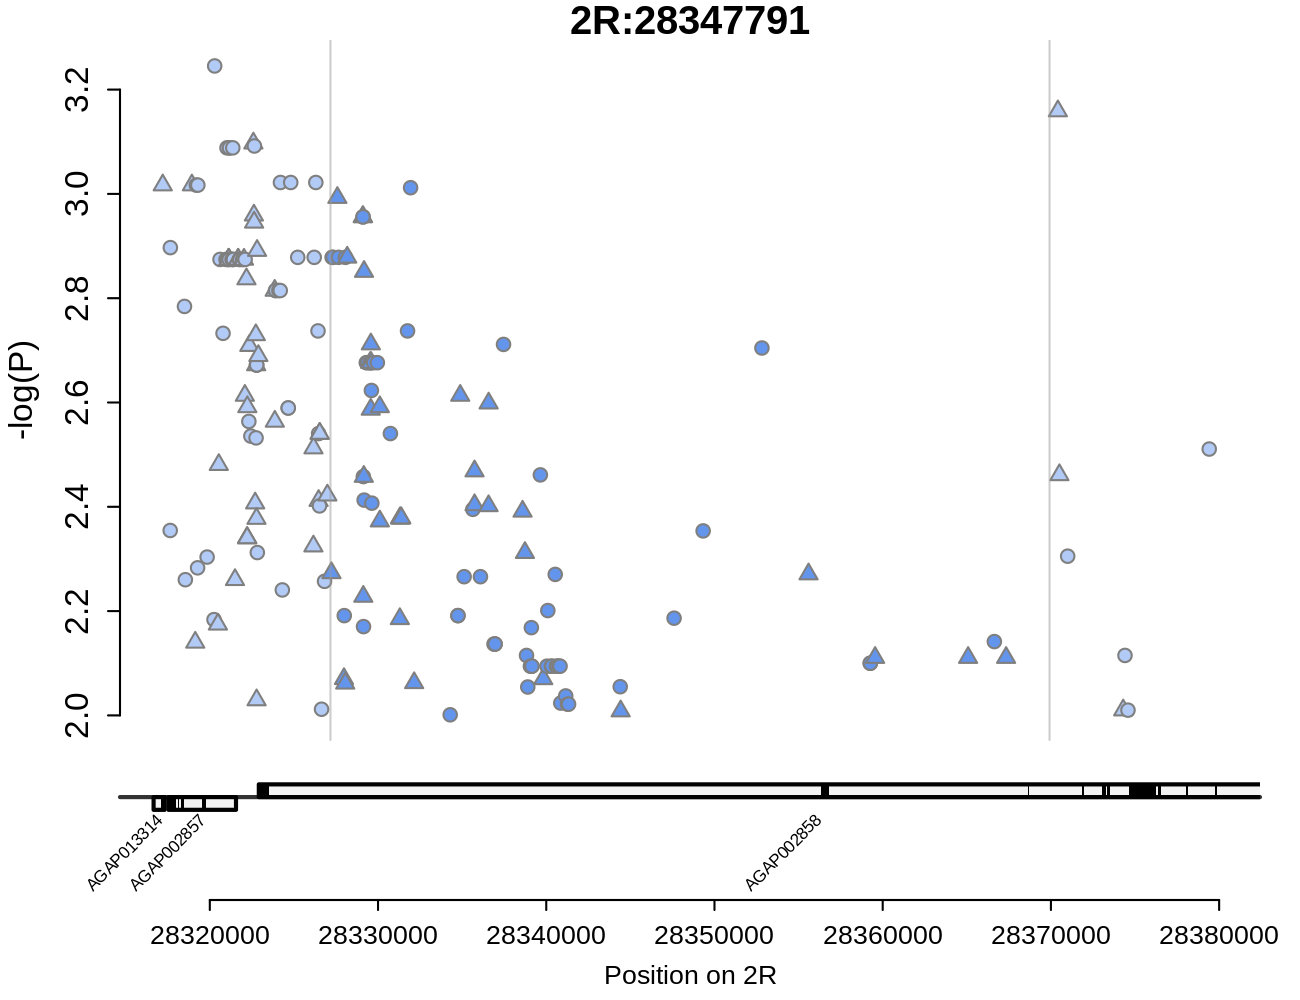 2R:28347791
-log(P)
3.2
3.0
2.8
2.6
2.4
2.2
2.0
AGAP013314
AGAP002857
AGAP002858
28320000 28330000 28340000 28350000 28360000 28370000 28380000
Position on 2R